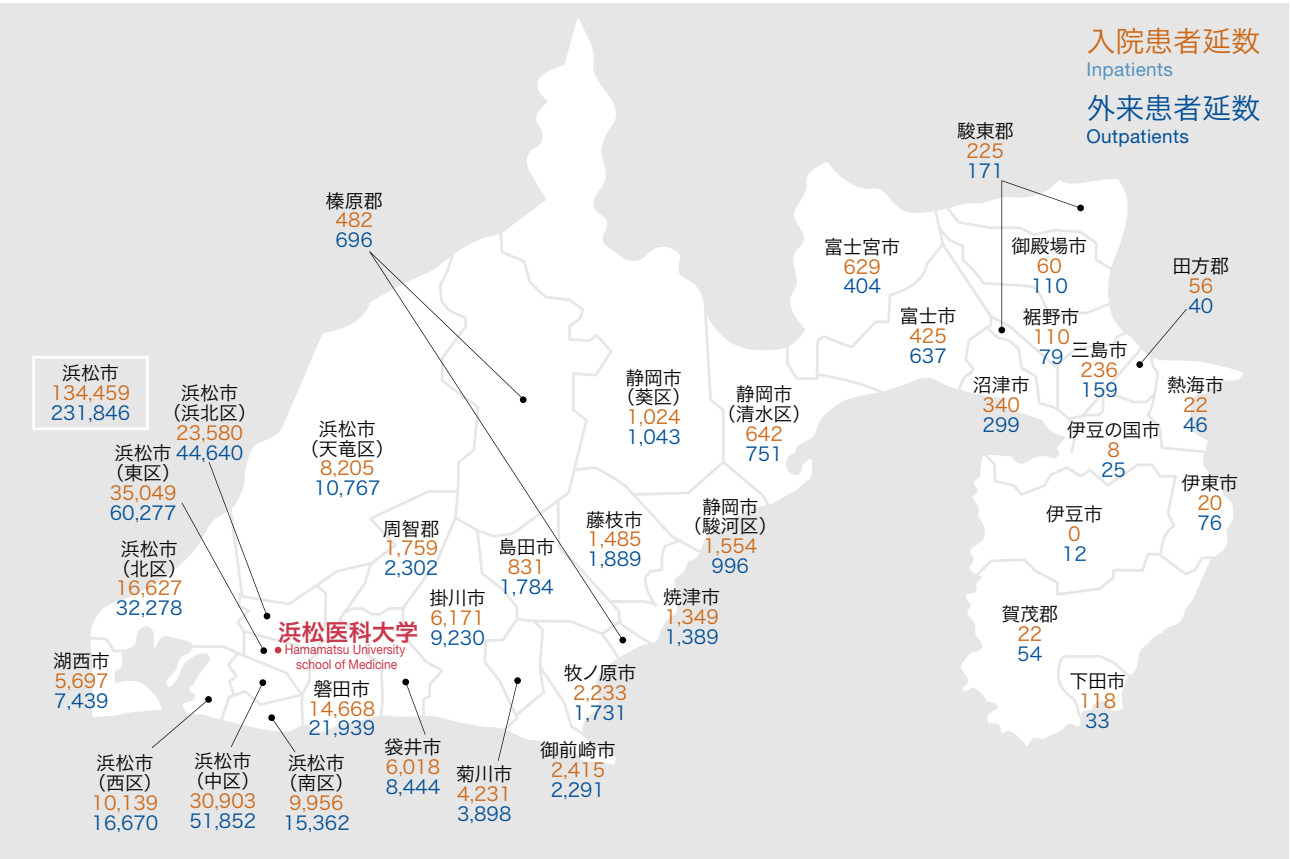 入院患者延数
Inpatients
外来患者延数
Outpatients
駿東郡
225
171
榛原郡
482
696
富士宮市
629
404
御殿場市
60
110
田方郡
56
40
富士市
425
637
裾野市
110
79
三島市
236
159
浜松市
134,459
231,846
浜松市
（浜北区）
23,580
44,640
静岡市
（葵区）
1,024
1,043
静岡市
（清水区）
642
751
沼津市
340
299
熱海市
22
46
浜松市
（天竜区）
8,205
10,767
伊豆の国市
8
25
浜松市
（東区）
35,049
60,277
伊東市
20
76
静岡市
（駿河区）
1,554
996
藤枝市
1,485
1,889
伊豆市
0
12
周智郡
1,759
2,302
島田市
831
1,784
浜松市
（北区）
16,627
32,278
掛川市
6,171
9,230
焼津市
1,349
1,389
賀茂郡
22
54
浜松医科大学
Hamamatsu University
school of Medicine
湖西市
5,697
7,439
牧ノ原市
2,233
1,731
下田市
118
33
磐田市
14,668
21,939
袋井市
6,018
8,444
御前崎市
2,415
2,291
浜松市
（西区）
10,139
16,670
浜松市
（中区）
30,903
51,852
浜松市
（南区）
9,956
15,362
菊川市
4,231
3,898